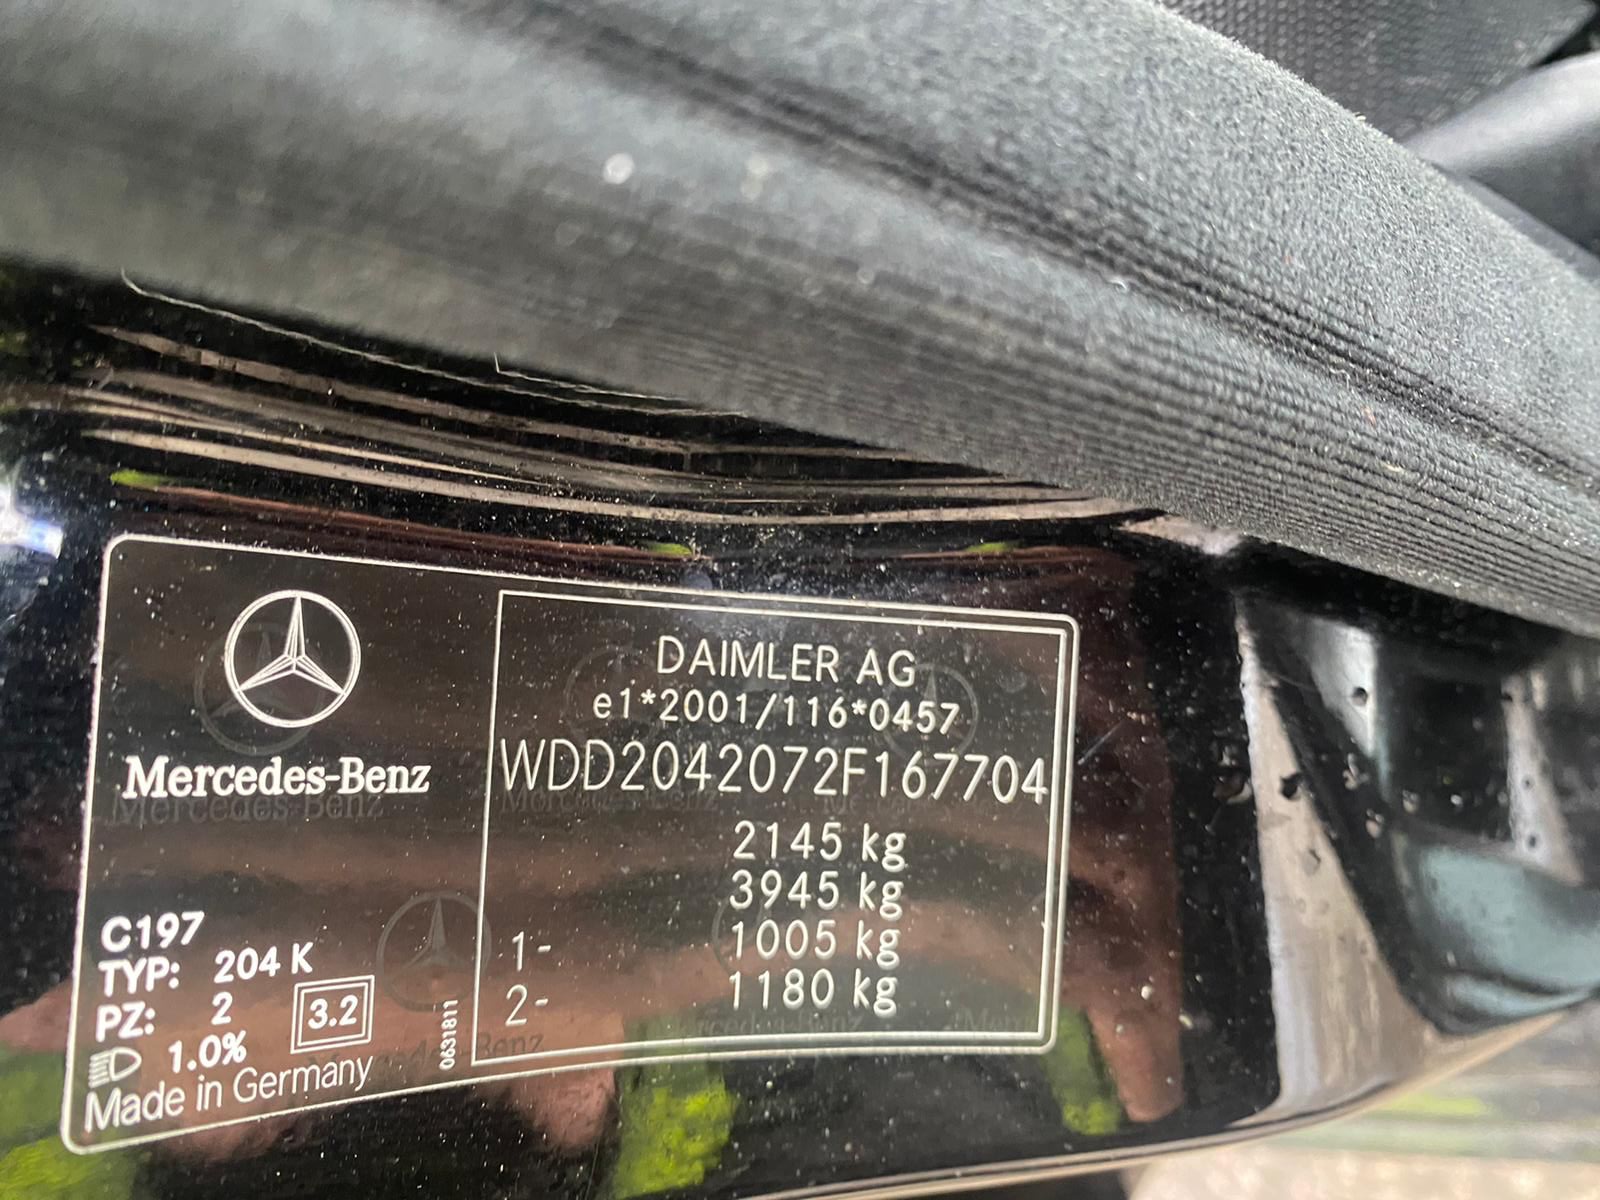 Mercedes-Benz
C197
TYP: 204 K
PZ: 2
3.2
1.0%
Made in Germany
0631811
DAIMLER AG
e1*2001/116*0457
WDD2042072F167704
2145 kg
3945 kg
1- 1005 kg
2- 1180 kg